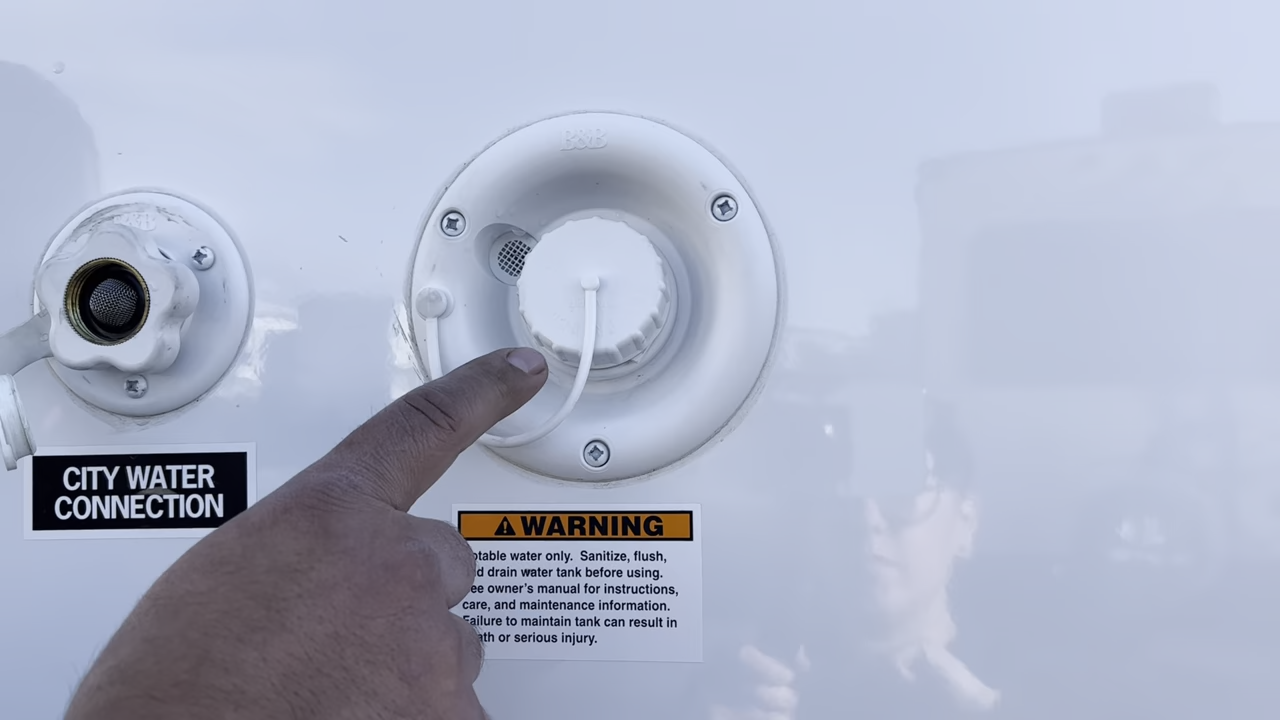 B&B
CITY WATER
CONNECTION
WARNING
otable water only. Sanitize, flush,
d drain water tank before using.
ee owner's manual for instructions,
care, and maintenance information.
Failure to maintain tank can result in
ath or serious injury.